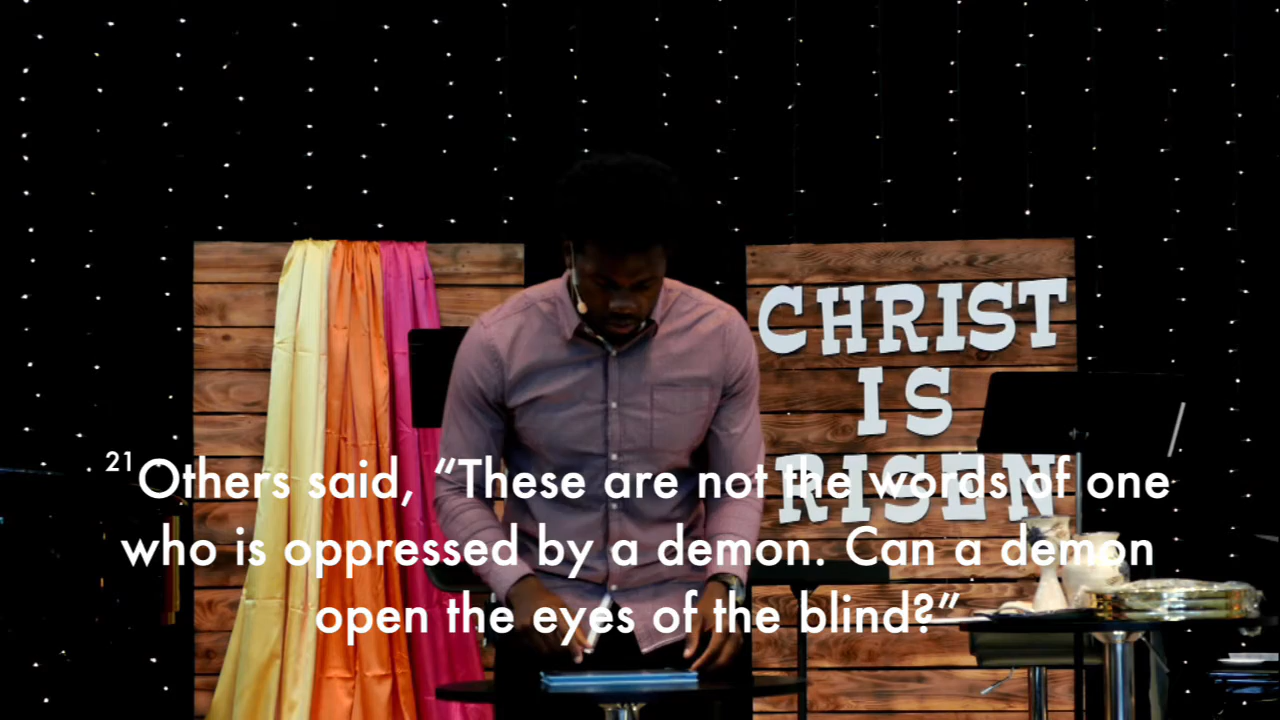 CHRIST
IS
RISEN
21Others said, “These are not the words of one
who is oppressed by a demon. Can a demon
open the eyes of the blind?”